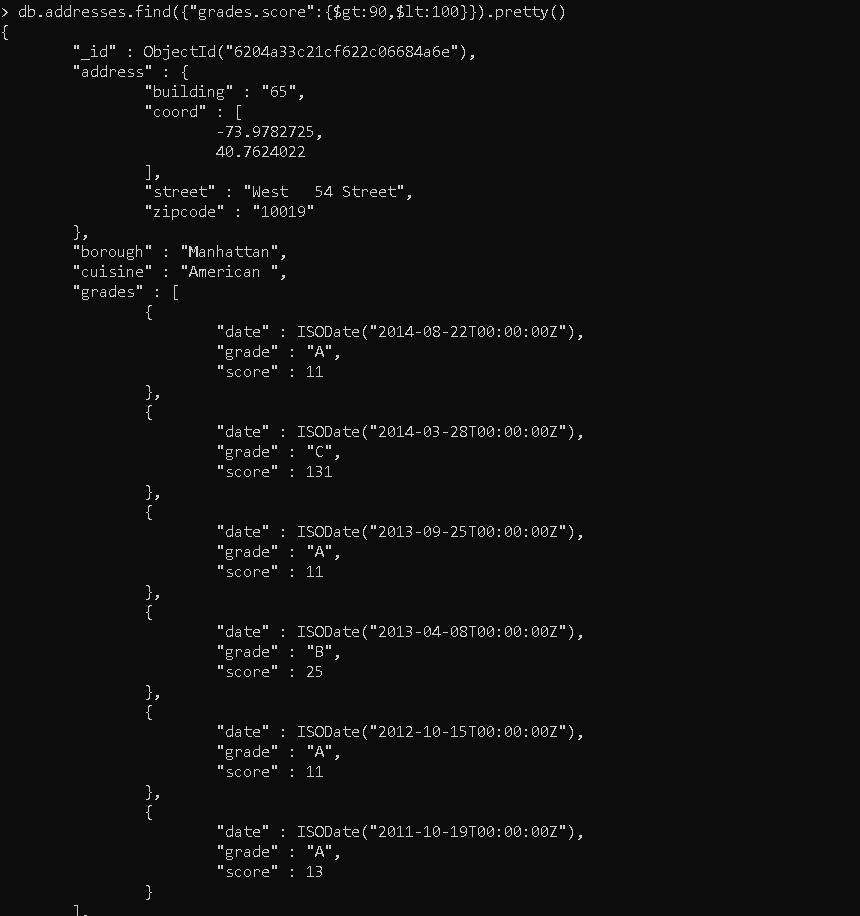 > db.addresses.find({"grades.score":{$gt:90,$lt:100}}).pretty()
{
        "_id" : ObjectId("6204a33c21cf622c06684a6e"),
        "address" : {
                "building" : "65",
                "coord" : [
                        -73.9782725,
                        40.7624022
                ],
                "street" : "West   54 Street",
                "zipcode" : "10019"
        },
        "borough" : "Manhattan",
        "cuisine" : "American ",
        "grades" : [
                {
                        "date" : ISODate("2014-08-22T00:00:00Z"),
                        "grade" : "A",
                        "score" : 11
                },
                {
                        "date" : ISODate("2014-03-28T00:00:00Z"),
                        "grade" : "C",
                        "score" : 131
                },
                {
                        "date" : ISODate("2013-09-25T00:00:00Z"),
                        "grade" : "A",
                        "score" : 11
                },
                {
                        "date" : ISODate("2013-04-08T00:00:00Z"),
                        "grade" : "B",
                        "score" : 25
                },
                {
                        "date" : ISODate("2012-10-15T00:00:00Z"),
                        "grade" : "A",
                        "score" : 11
                },
                {
                        "date" : ISODate("2011-10-19T00:00:00Z"),
                        "grade" : "A",
                        "score" : 13
                }
        ],